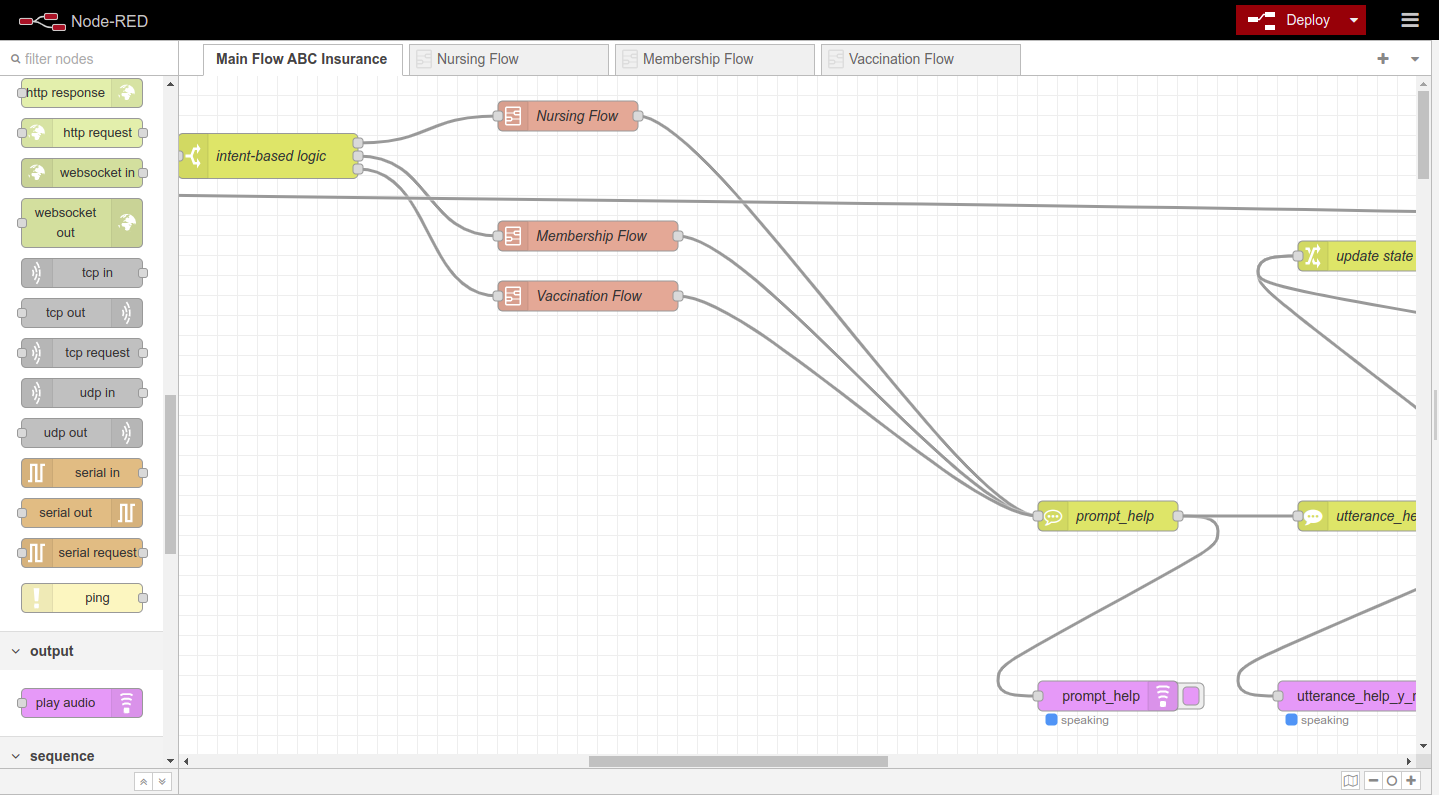 Node-RED
Deploy
filter nodes
Main Flow ABC Insurance
Nursing Flow
Membership Flow
Vaccination Flow
http response
http request
websocket in
websocket
out
tcp in
tcp out
tcp request
udp in
udp out
serial in
serial out
serial request
ping
output
play audio
sequence
intent-based logic
Nursing Flow
Membership Flow
Vaccination Flow
update state
prompt_help
utterance_he
prompt_help
speaking
utterance_help_y_r
speaking